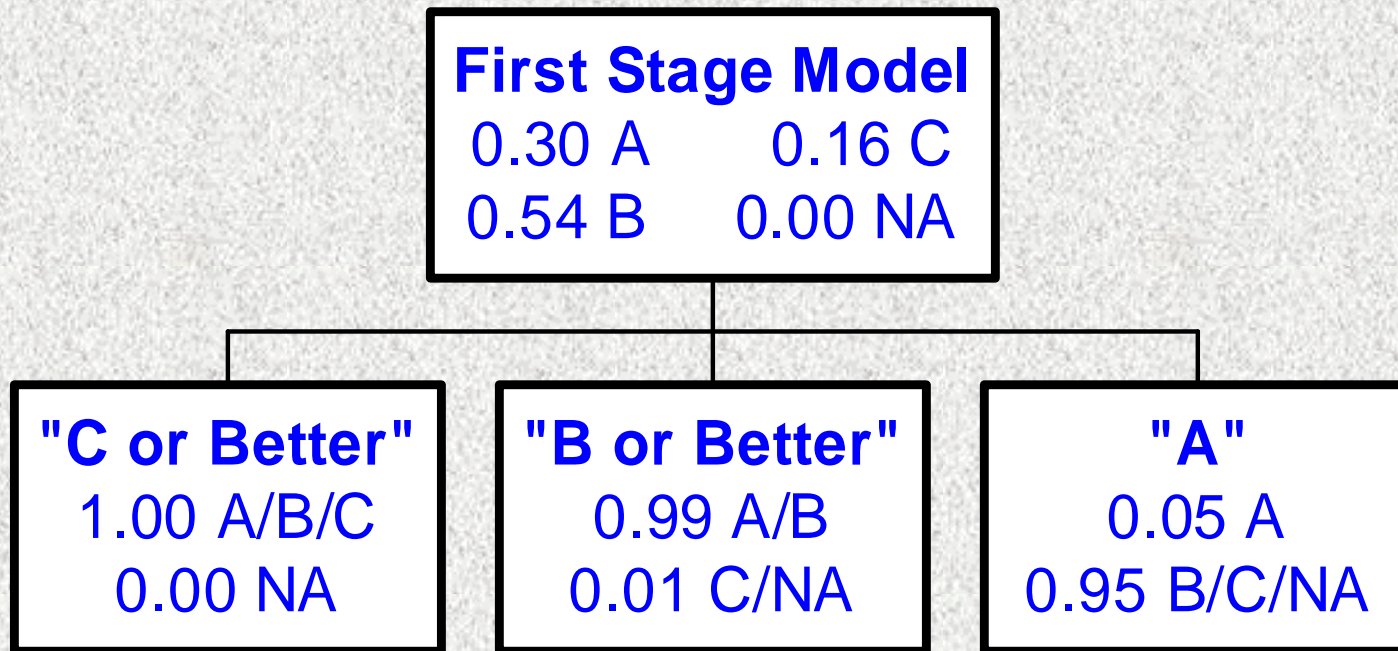 First Stage Model
0.30 A 0.16 C
0.54 B 0.00 NA
"C or Better"
1.00 A/B/C
0.00 NA
"B or Better"
0.99 A/B
0.01 C/NA
"A"
0.05 A
0.95 B/C/NA